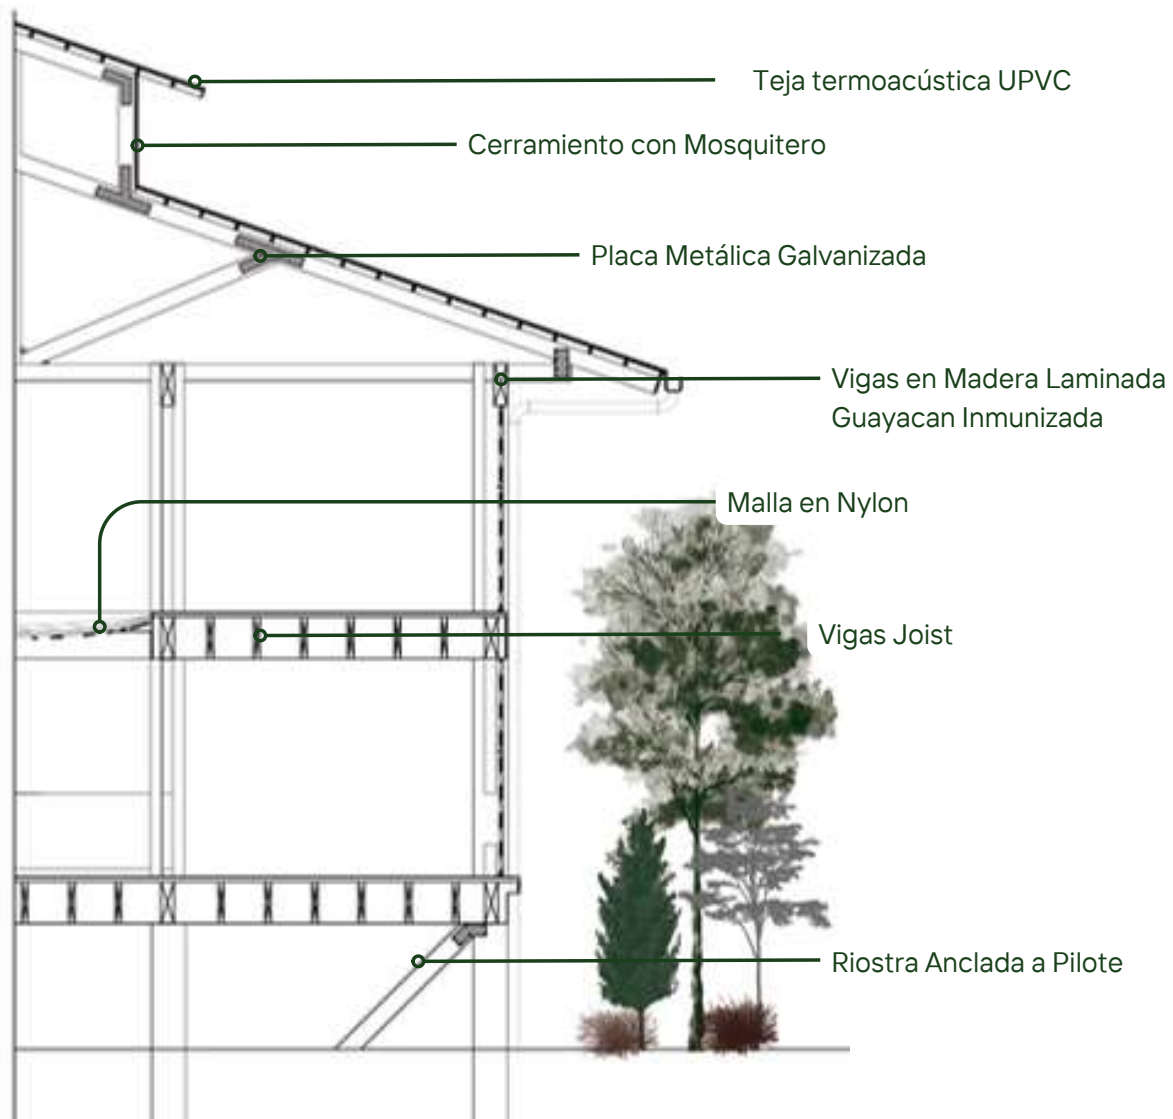 Teja termoacústica UPVC
Cerramiento con Mosquitero
Placa Metálica Galvanizada
Vigas en Madera Laminada
Guayacan Inmunizada
Malla en Nylon
Vigas Joist
Riostra Anclada a Pilote